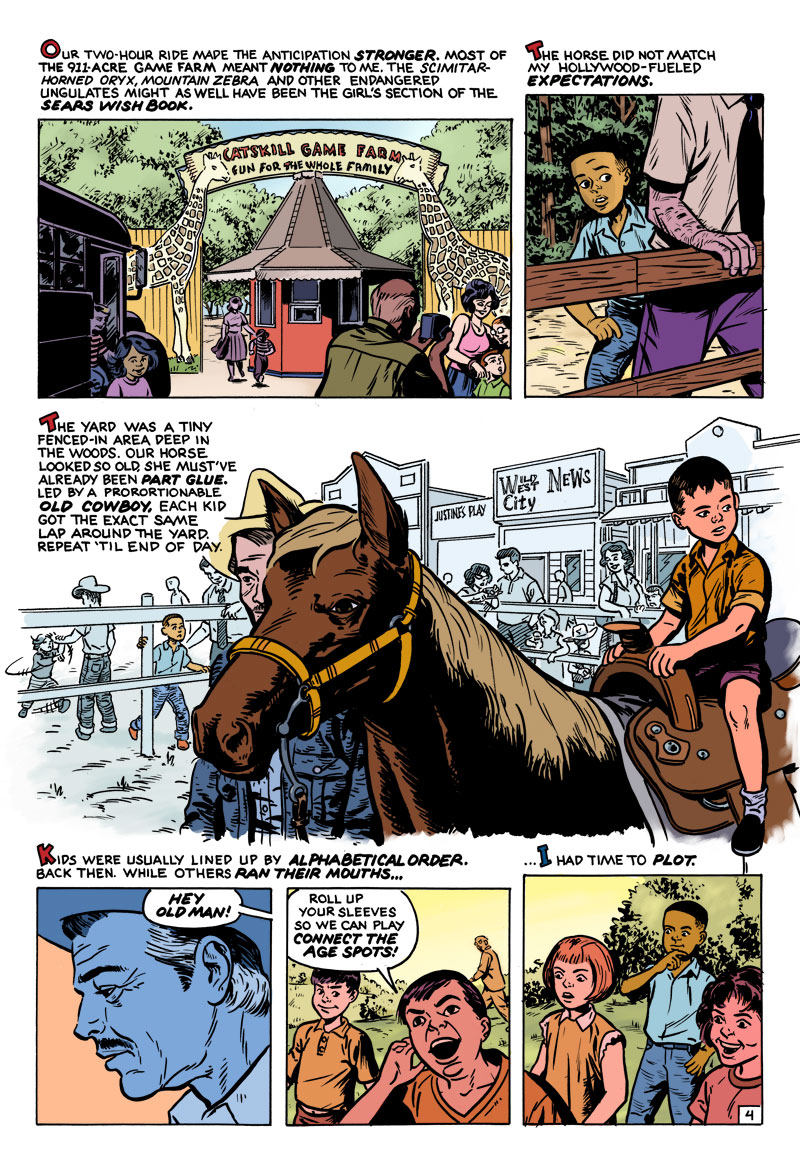 OUR TWO-HOUR RIDE MADE THE ANTICIPATION STRONGER. MOST OF
THE 911-ACRE GAME FARM MEANT NOTHING TO ME. THE SCIMITAR-
HORNED ORYX, MOUNTAIN ZEBRA AND OTHER ENDANGERED
UNGULATES MIGHT AS WELL HAVE BEEN THE GIRL'S SECTION OF THE
SEARS WISH BOOK.
CATSKILL GAME FARM
FUN FOR THE WHOLE FAMILY
THE HORSE DID NOT MATCH
MY HOLLYWOOD-FUELED
EXPECTATIONS.
THE YARD WAS A TINY
FENCED-IN AREA DEEP IN
THE WOODS. OUR HORSE
LOOKED SO OLD, SHE MUST'VE
ALREADY BEEN PART GLUE.
LED BY A PRORORTIONABLE
OLD COWBOY, EACH KID
GOT THE EXACT SAME
LAP AROUND THE YARD.
REPEAT 'TIL END OF DAY.
JUSTINE'S PLAY
WILD WEST NEWS
City
KIDS WERE USUALLY LINED UP BY ALPHABETICAL ORDER.
BACK THEN. WHILE OTHERS RAN THEIR MOUTHS...
HEY
OLD MAN!
ROLL UP
YOUR SLEEVES
SO WE CAN PLAY
CONNECT THE
AGE SPOTS!
...I HAD TIME TO PLOT.
4